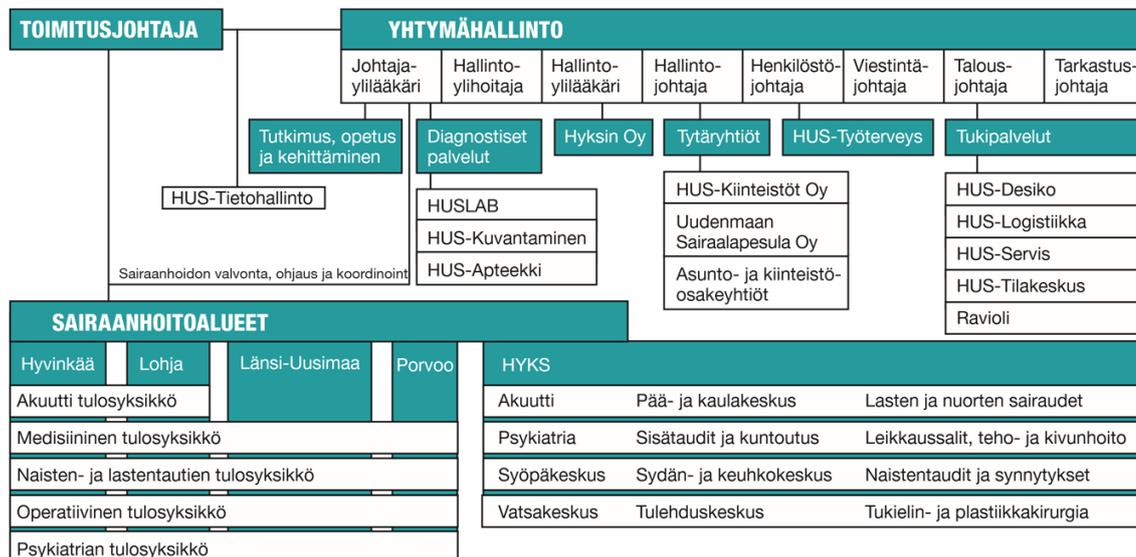 TOIMITUSJOHTAJA
YHTYMÄHALLINTO
Johtaja-
ylilääkäri
Hallinto-
ylihoitaja
Hallinto-
ylilääkäri
Hallinto-
johtaja
Henkilöstö-
johtaja
Viestintä-
johtaja
Talous-
johtaja
Tarkastus-
johtaja
Tutkimus, opetus
ja kehittäminen
Diagnostiset
palvelut
Hyksin Oy
Tytäryhtiöt
HUS-Työterveys
Tukipalvelut
HUS-Tietohallinto
HUSLAB
HUS-Kuvantaminen
HUS-Apteekki
HUS-Kiinteistöt Oy
Uudenmaan
Sairaalapesula Oy
Asunto- ja kiinteistö-
osakeyhtiöt
HUS-Desiko
HUS-Logistiikka
HUS-Servis
HUS-Tilakeskus
Ravioli
Sairaanhoidon valvonta, ohjaus ja koordinoint
SAIRAANHOITOALUEET
Hyvinkää
Lohja
Länsi-Uusimaa
Porvoo
Akuutti tulosyksikkö
Medisiininen tulosyksikkö
Naisten- ja lastentautien tulosyksikkö
Operatiivinen tulosyksikkö
Psykiatrian tulosyksikkö
HYKS
Akuutti Pää- ja kaulakeskus Lasten ja nuorten sairaudet
Psykiatria Sisätaudit ja kuntoutus Leikkaussalit, teho- ja kivunhoito
Syöpäkeskus Sydän- ja keuhkokeskus Naistentaudit ja synnytykset
Vatsakeskus Tulehduskeskus Tukielin- ja plastiikkakirurgia